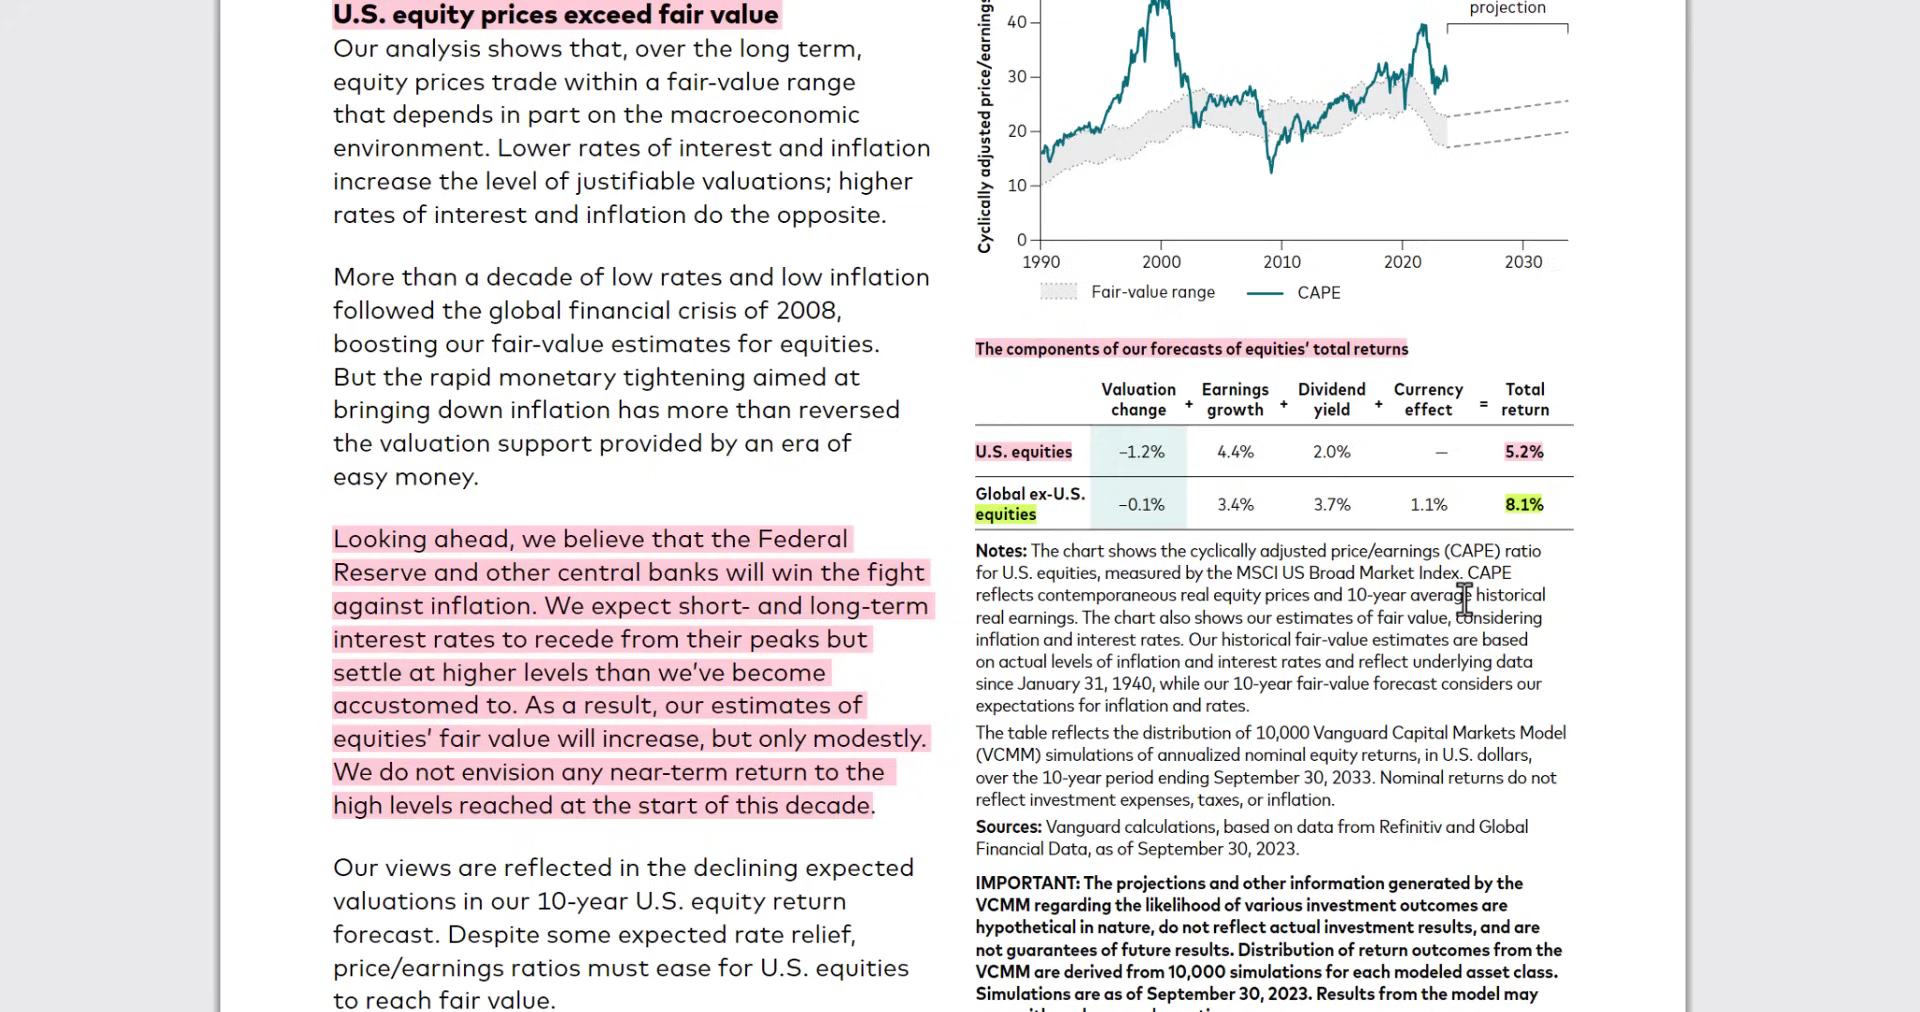 U.S. equity prices exceed fair value
Our analysis shows that, over the long term,
equity prices trade within a fair-value range
that depends in part on the macroeconomic
environment. Lower rates of interest and inflation
increase the level of justifiable valuations; higher
rates of interest and inflation do the opposite.
More than a decade of low rates and low inflation
followed the global financial crisis of 2008,
boosting our fair-value estimates for equities.
But the rapid monetary tightening aimed at
bringing down inflation has more than reversed
the valuation support provided by an era of
easy money.
Looking ahead, we believe that the Federal
Reserve and other central banks will win the fight
against inflation. We expect short- and long-term
interest rates to recede from their peaks but
settle at higher levels than we've become
accustomed to. As a result, our estimates of
equities' fair value will increase, but only modestly.
We do not envision any near-term return to the
high levels reached at the start of this decade.
Our views are reflected in the declining expected
valuations in our 10-year U.S. equity return
forecast. Despite some expected rate relief,
price/earnings ratios must ease for U.S. equities
to reach fair value.
Cyclically adjusted price/earnings
projection
40
30
20
10
0
1990 2000 2010 2020 2030
Fair-value range CAPE
The components of our forecasts of equities' total returns
Valuation change + Earnings growth + Dividend yield + Currency effect = Total return
U.S. equities –1.2% 4.4% 2.0% — 5.2%
Global ex-U.S. equities –0.1% 3.4% 3.7% 1.1% 8.1%
Notes: The chart shows the cyclically adjusted price/earnings (CAPE) ratio
for U.S. equities, measured by the MSCI US Broad Market Index. CAPE
reflects contemporaneous real equity prices and 10-year average historical
real earnings. The chart also shows our estimates of fair value, considering
inflation and interest rates. Our historical fair-value estimates are based
on actual levels of inflation and interest rates and reflect underlying data
since January 31, 1940, while our 10-year fair-value forecast considers our
expectations for inflation and rates.
The table reflects the distribution of 10,000 Vanguard Capital Markets Model
(VCMM) simulations of annualized nominal equity returns, in U.S. dollars,
over the 10-year period ending September 30, 2033. Nominal returns do not
reflect investment expenses, taxes, or inflation.
Sources: Vanguard calculations, based on data from Refinitiv and Global
Financial Data, as of September 30, 2023.
IMPORTANT: The projections and other information generated by the
VCMM regarding the likelihood of various investment outcomes are
hypothetical in nature, do not reflect actual investment results, and are
not guarantees of future results. Distribution of return outcomes from the
VCMM are derived from 10,000 simulations for each modeled asset class.
Simulations are as of September 30, 2023. Results from the model may